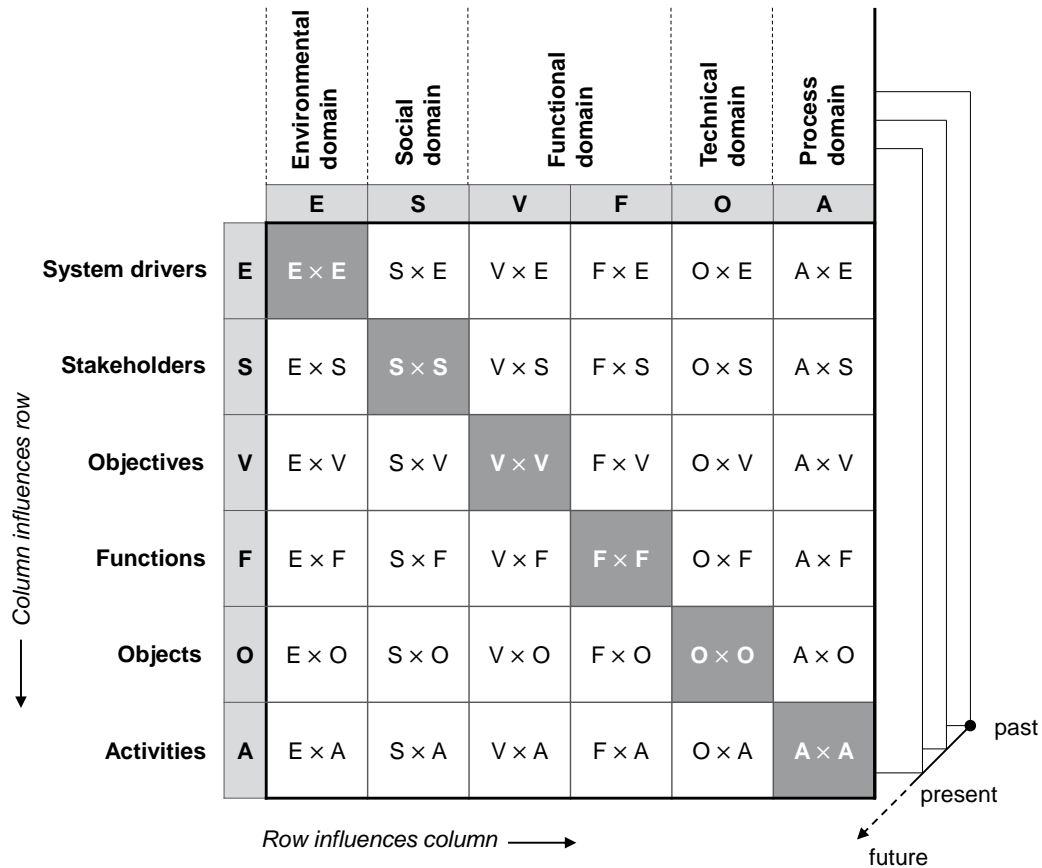 Environmental
domain
Social
domain
Functional
domain
Technical
domain
Process
domain
E S V F O A
System drivers E E × E S × E V × E F × E O × E A × E
Stakeholders S E × S S × S V × S F × S O × S A × S
Objectives V E × V S × V V × V F × V O × V A × V
Functions F E × F S × F V × F F × F O × F A × F
Objects O E × O S × O V × O F × O O × O A × O
Activities A E × A S × A V × A F × A O × A A × A
Column influences row
Row influences column
past
present
future